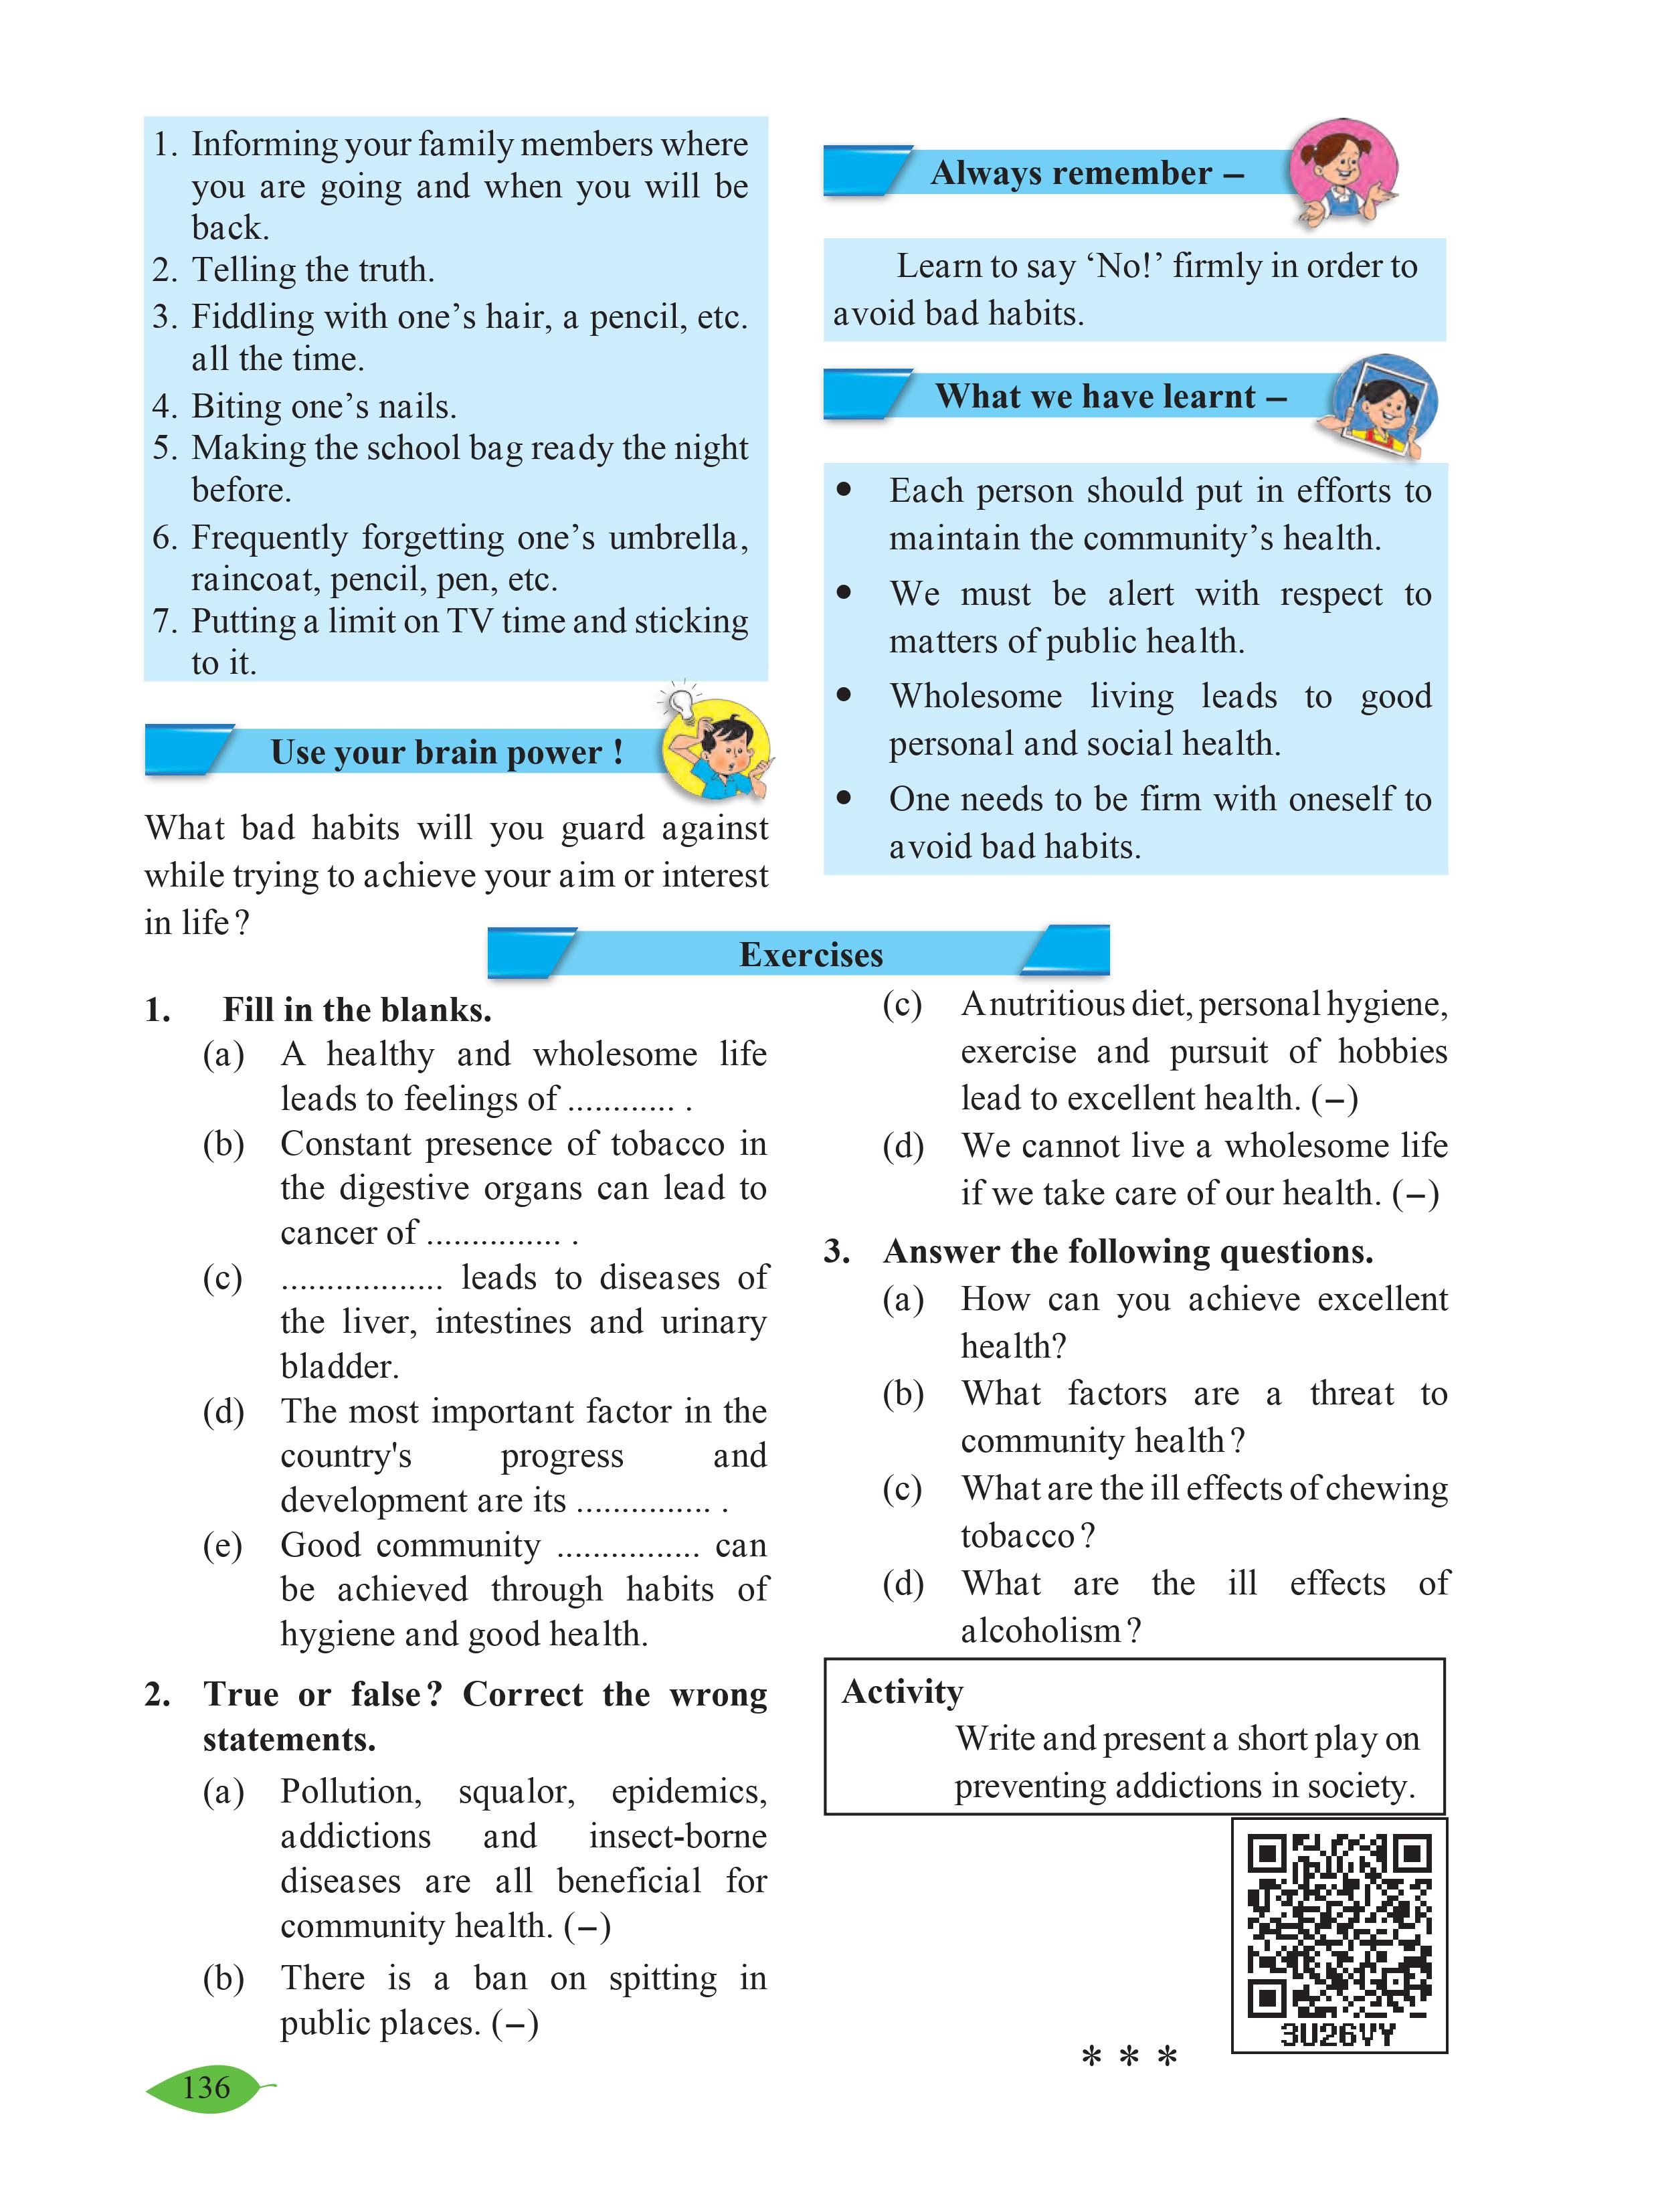 1. Informing your family members where
you are going and when you will be
back.
2. Telling the truth.
3. Fiddling with one’s hair, a pencil, etc.
all the time.
4. Biting one’s nails.
5. Making the school bag ready the night
before.
6. Frequently forgetting one’s umbrella,
raincoat, pencil, pen, etc.
7. Putting a limit on TV time and sticking
to it.
Use your brain power !
What bad habits will you guard against
while trying to achieve your aim or interest
in life?
Always remember –
Learn to say ‘No!’ firmly in order to
avoid bad habits.
What we have learnt –
• Each person should put in efforts to
maintain the community’s health.
• We must be alert with respect to
matters of public health.
• Wholesome living leads to good
personal and social health.
• One needs to be firm with oneself to
avoid bad habits.
Exercises
1. Fill in the blanks.
(a) A healthy and wholesome life
leads to feelings of ............ .
(b) Constant presence of tobacco in
the digestive organs can lead to
cancer of ............... .
(c) .................. leads to diseases of
the liver, intestines and urinary
bladder.
(d) The most important factor in the
country's progress and
development are its ............... .
(e) Good community ................ can
be achieved through habits of
hygiene and good health.
2. True or false? Correct the wrong
statements.
(a) Pollution, squalor, epidemics,
addictions and insect-borne
diseases are all beneficial for
community health. (–)
(b) There is a ban on spitting in
public places. (–)
(c) A nutritious diet, personal hygiene,
exercise and pursuit of hobbies
lead to excellent health. (–)
(d) We cannot live a wholesome life
if we take care of our health. (–)
3. Answer the following questions.
(a) How can you achieve excellent
health?
(b) What factors are a threat to
community health?
(c) What are the ill effects of chewing
tobacco?
(d) What are the ill effects of
alcoholism?
Activity
Write and present a short play on
preventing addictions in society.
3U26VY
* * *
136